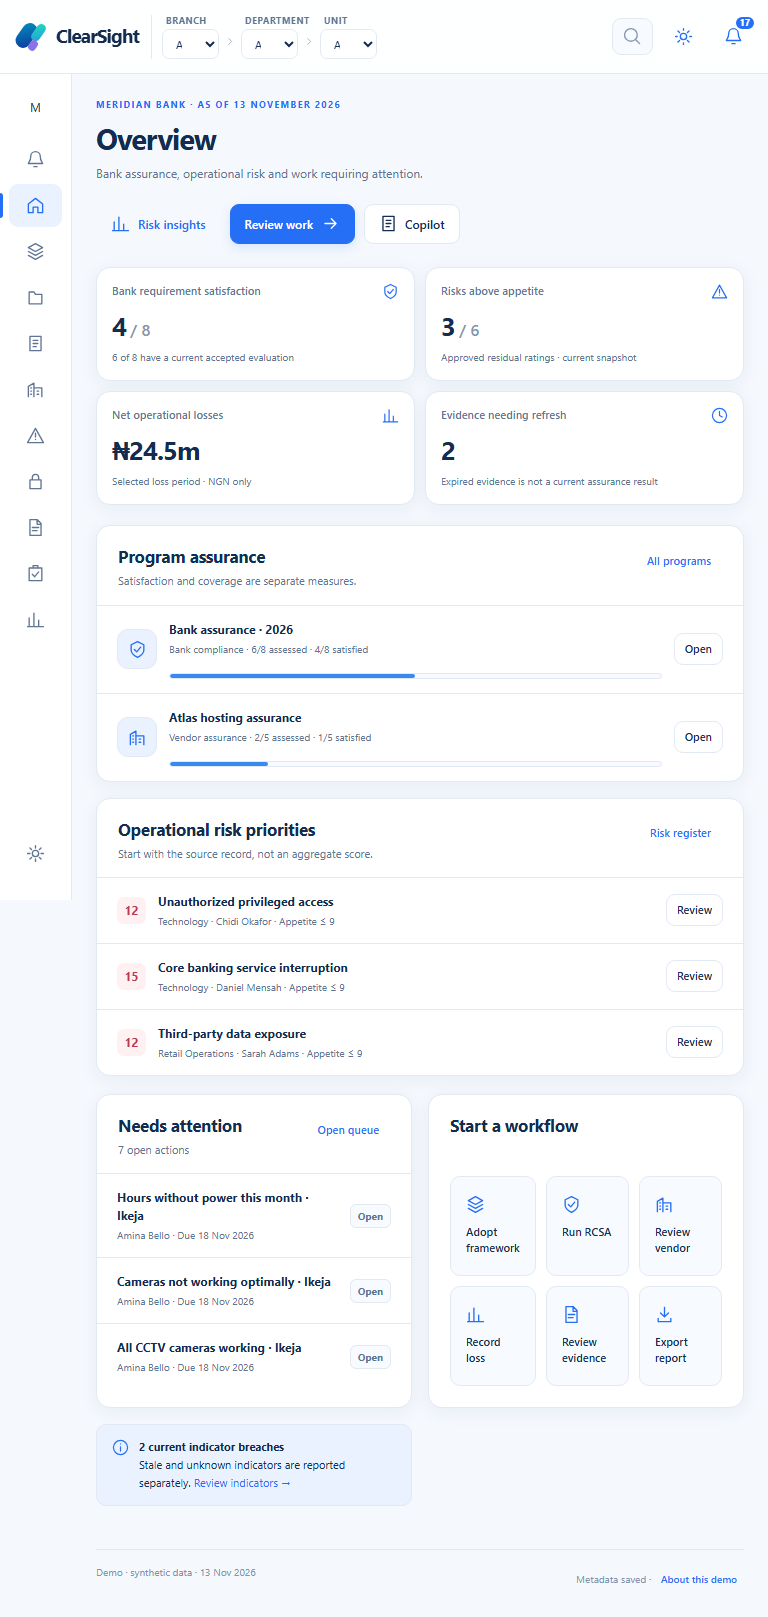 ClearSight
BRANCH
DEPARTMENT
UNIT
A
A
A
17
M
MERIDIAN BANK · AS OF 13 NOVEMBER 2026
Overview
Bank assurance, operational risk and work requiring attention.
Risk insights
Review work →
Copilot
Bank requirement satisfaction
4 / 8
6 of 8 have a current accepted evaluation
Risks above appetite
3 / 6
Approved residual ratings · current snapshot
Net operational losses
₦24.5m
Selected loss period · NGN only
Evidence needing refresh
2
Expired evidence is not a current assurance result
Program assurance
Satisfaction and coverage are separate measures.
All programs
Bank assurance · 2026
Bank compliance · 6/8 assessed · 4/8 satisfied
Open
Atlas hosting assurance
Vendor assurance · 2/5 assessed · 1/5 satisfied
Open
Operational risk priorities
Start with the source record, not an aggregate score.
Risk register
12
Unauthorized privileged access
Technology · Chidi Okafor · Appetite ≤ 9
Review
15
Core banking service interruption
Technology · Daniel Mensah · Appetite ≤ 9
Review
12
Third-party data exposure
Retail Operations · Sarah Adams · Appetite ≤ 9
Review
Needs attention
7 open actions
Open queue
Hours without power this month ·
Ikeja
Amina Bello · Due 18 Nov 2026
Open
Cameras not working optimally · Ikeja
Amina Bello · Due 18 Nov 2026
Open
All CCTV cameras working · Ikeja
Amina Bello · Due 18 Nov 2026
Open
Start a workflow
Adopt
framework
Run RCSA
Review
vendor
Record
loss
Review
evidence
Export
report
2 current indicator breaches
Stale and unknown indicators are reported
separately. Review indicators →
Demo · synthetic data · 13 Nov 2026
Metadata saved ·
About this demo